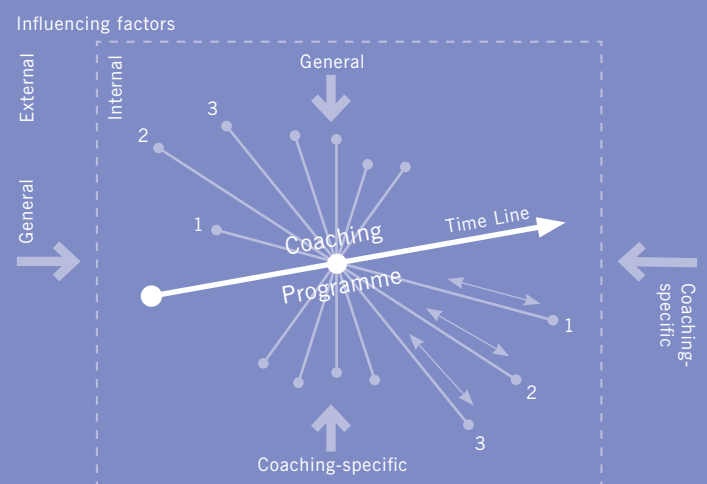 Influencing factors
External
Internal
General
General
3
2
1
Coaching
Time Line
Programme
Coaching-
specific
1
2
3
Coaching-specific